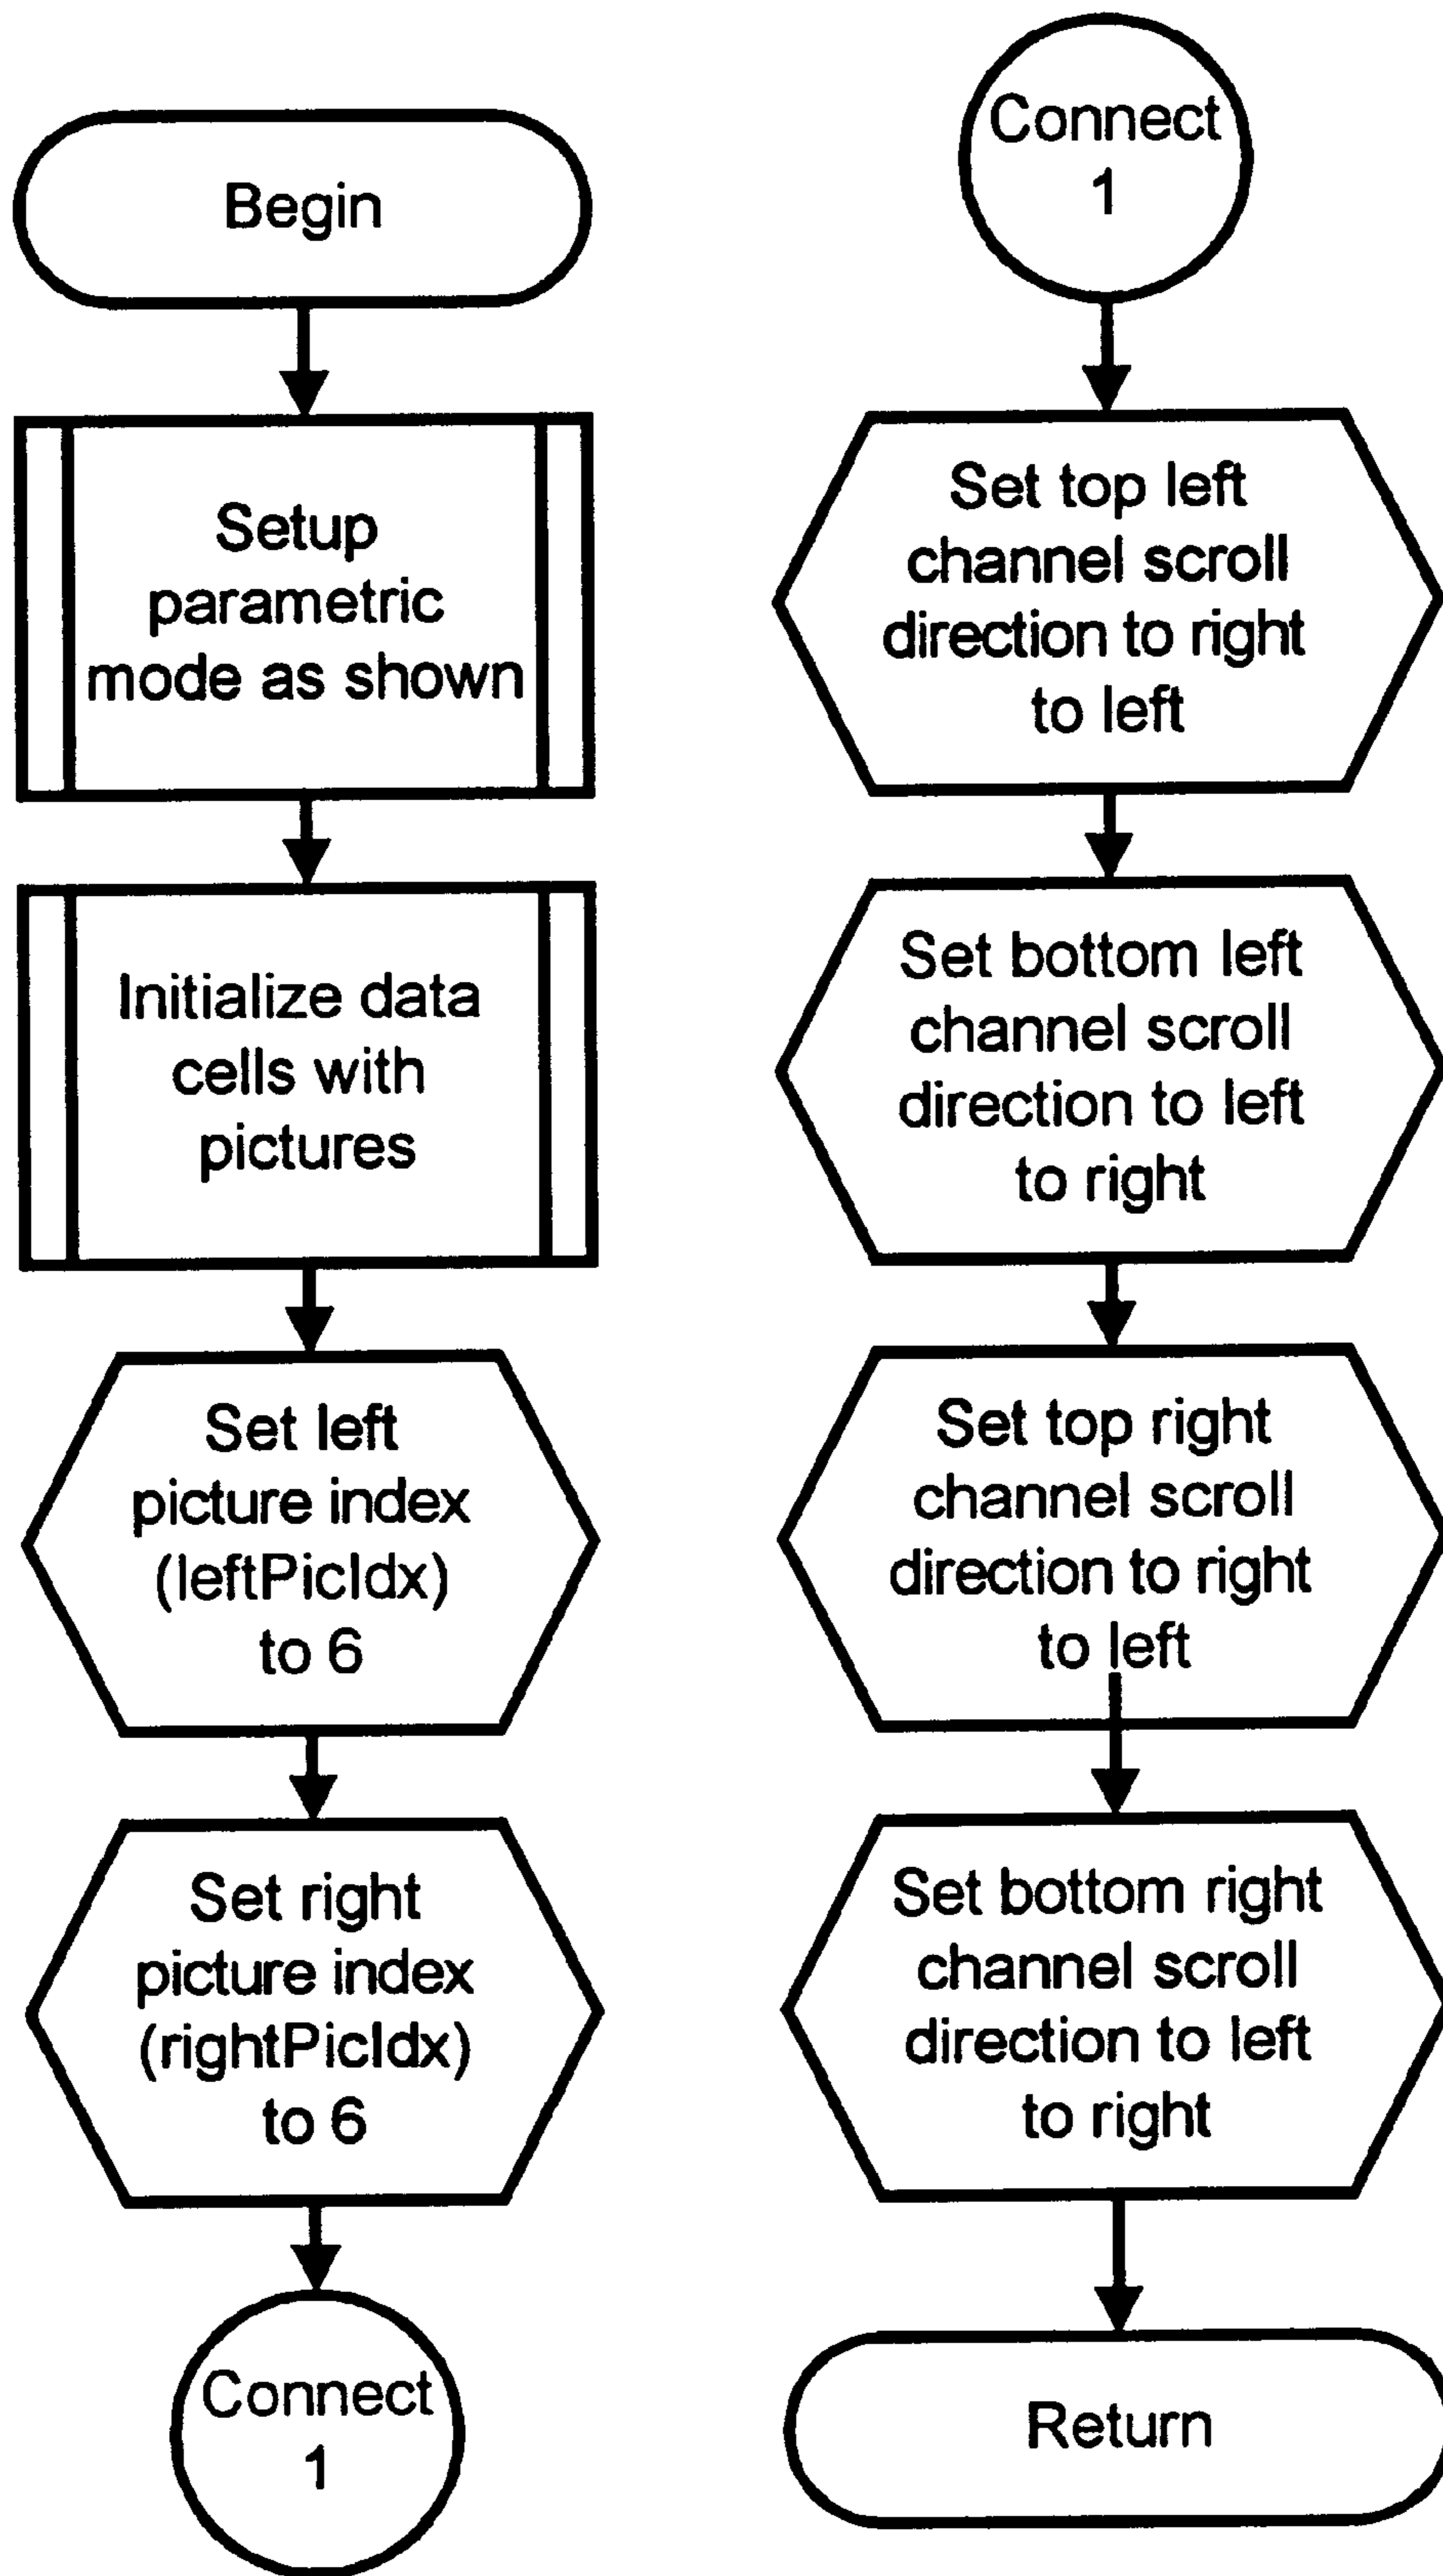 Begin
Setup
parametric
mode as shown
Initialize data
cells with
pictures
Set left
picture index
(leftPicIdx)
to 6
Set right
picture index
(rightPicIdx)
to 6
Connect
1
Connect
1
Set top left
channel scroll
direction to right
to left
Set bottom left
channel scroll
direction to left
to right
Set top right
channel scroll
direction to right
to left
Set bottom right
channel scroll
direction to left
to right
Return